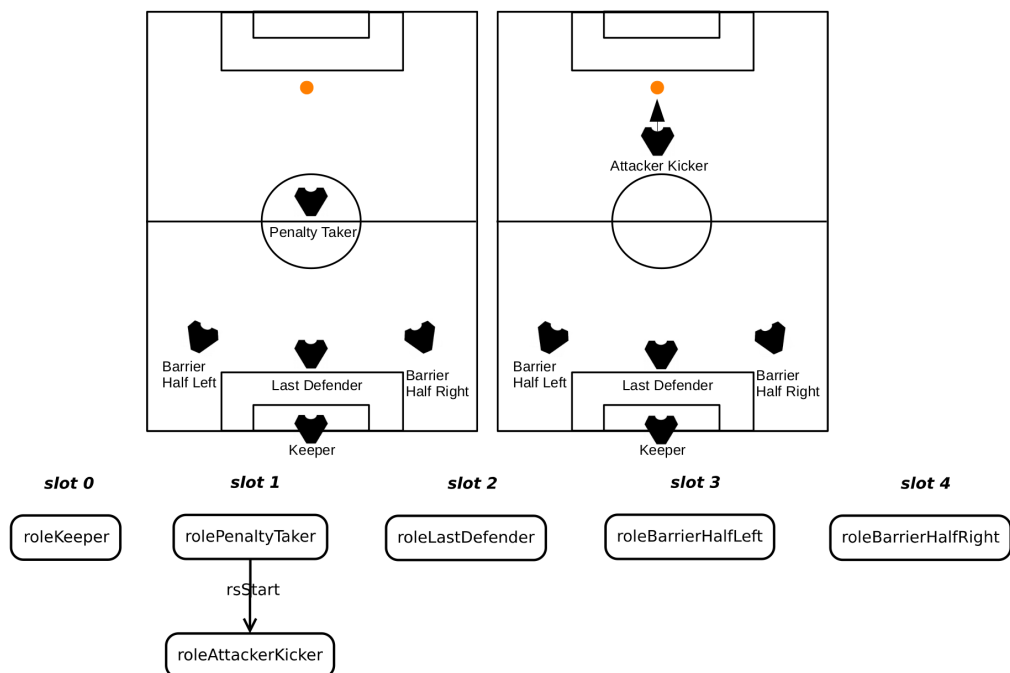 Attacker Kicker
Penalty Taker
Barrier
Half Left
Last Defender
Barrier
Half Right
Keeper
Barrier
Half Left
Last Defender
Barrier
Half Right
Keeper
slot 0
slot 1
slot 2
slot 3
slot 4
roleKeeper
rolePenaltyTaker
roleLastDefender
roleBarrierHalfLeft
roleBarrierHalfRight
rsStart
roleAttackerKicker